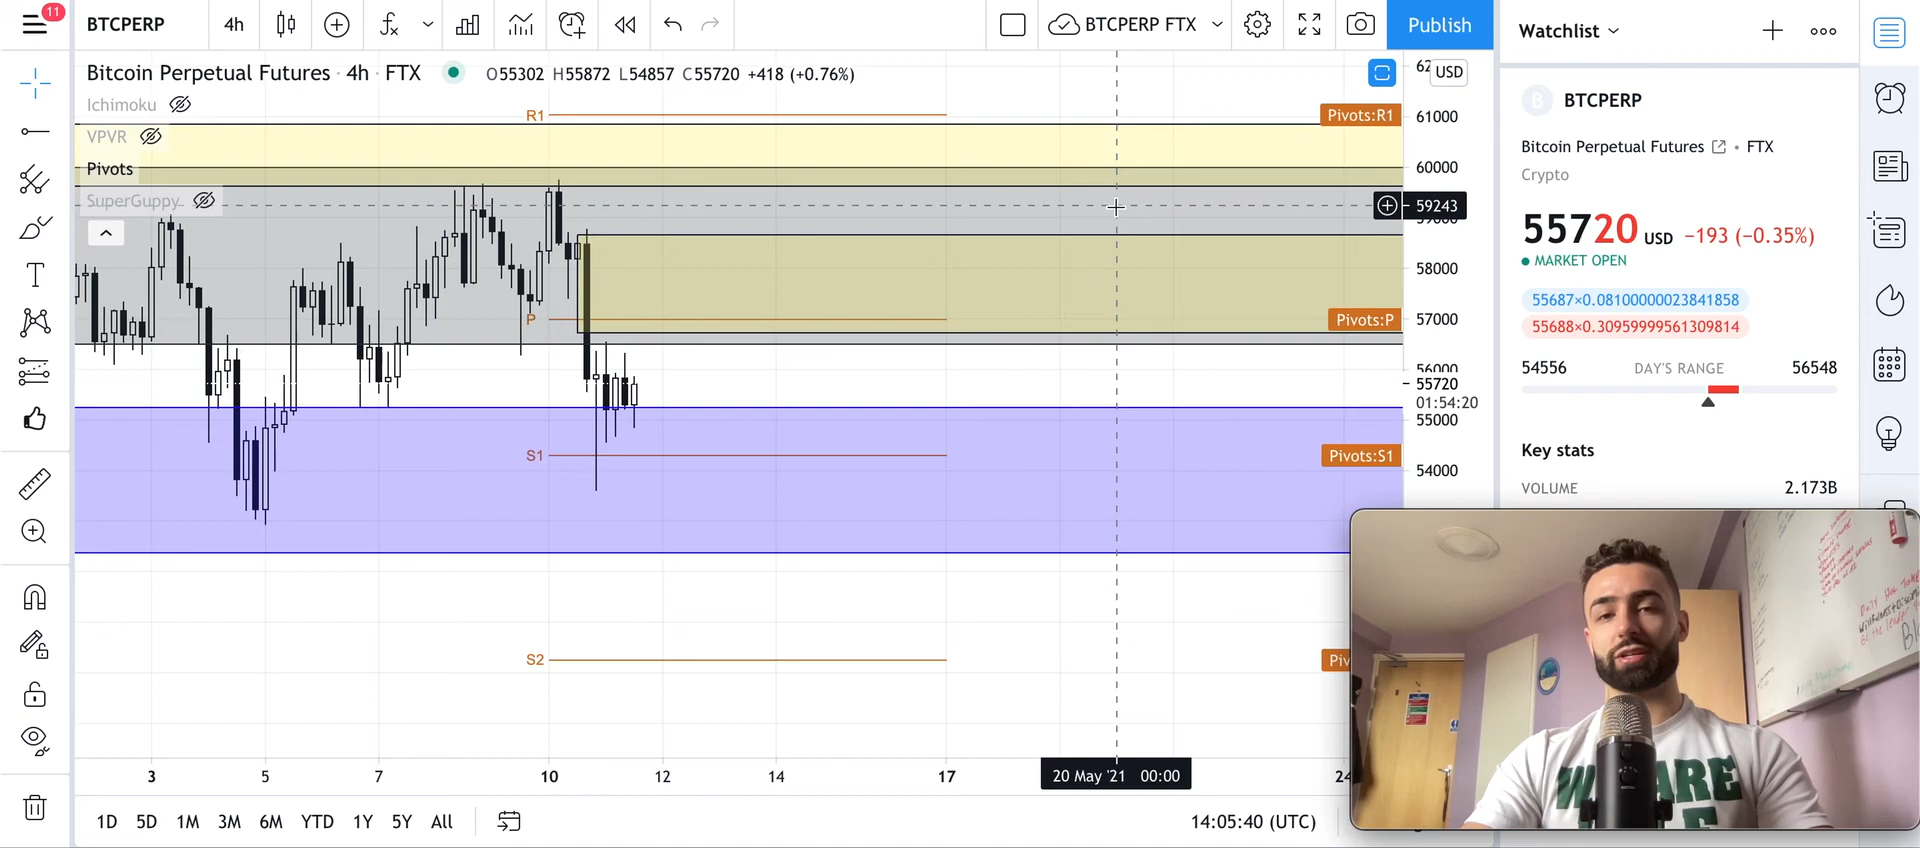 11
BTCPERP
4h
BTCPERP FTX
Publish
Watchlist
Bitcoin Perpetual Futures · 4h · FTX
O55302 H55872 L54857 C55720 +418 (+0.76%)
USD
Ichimoku
VPVR
Pivots
SuperGuppy
R1
P
S1
S2
Pivots:R1
Pivots:P
Pivots:S1
Piv
61000
60000
59243
58000
57000
56000
55720
01:54:20
55000
54000
3
5
7
10
12
14
17
20 May '21 00:00
24
1D
5D
1M
3M
6M
YTD
1Y
5Y
All
14:05:40 (UTC)
B
BTCPERP
Bitcoin Perpetual Futures • FTX
Crypto
55720 USD −193 (−0.35%)
MARKET OPEN
55687×0.08100000023841858
55688×0.30959999561309814
54556 DAY'S RANGE 56548
Key stats
VOLUME 2.173B
WE ARE